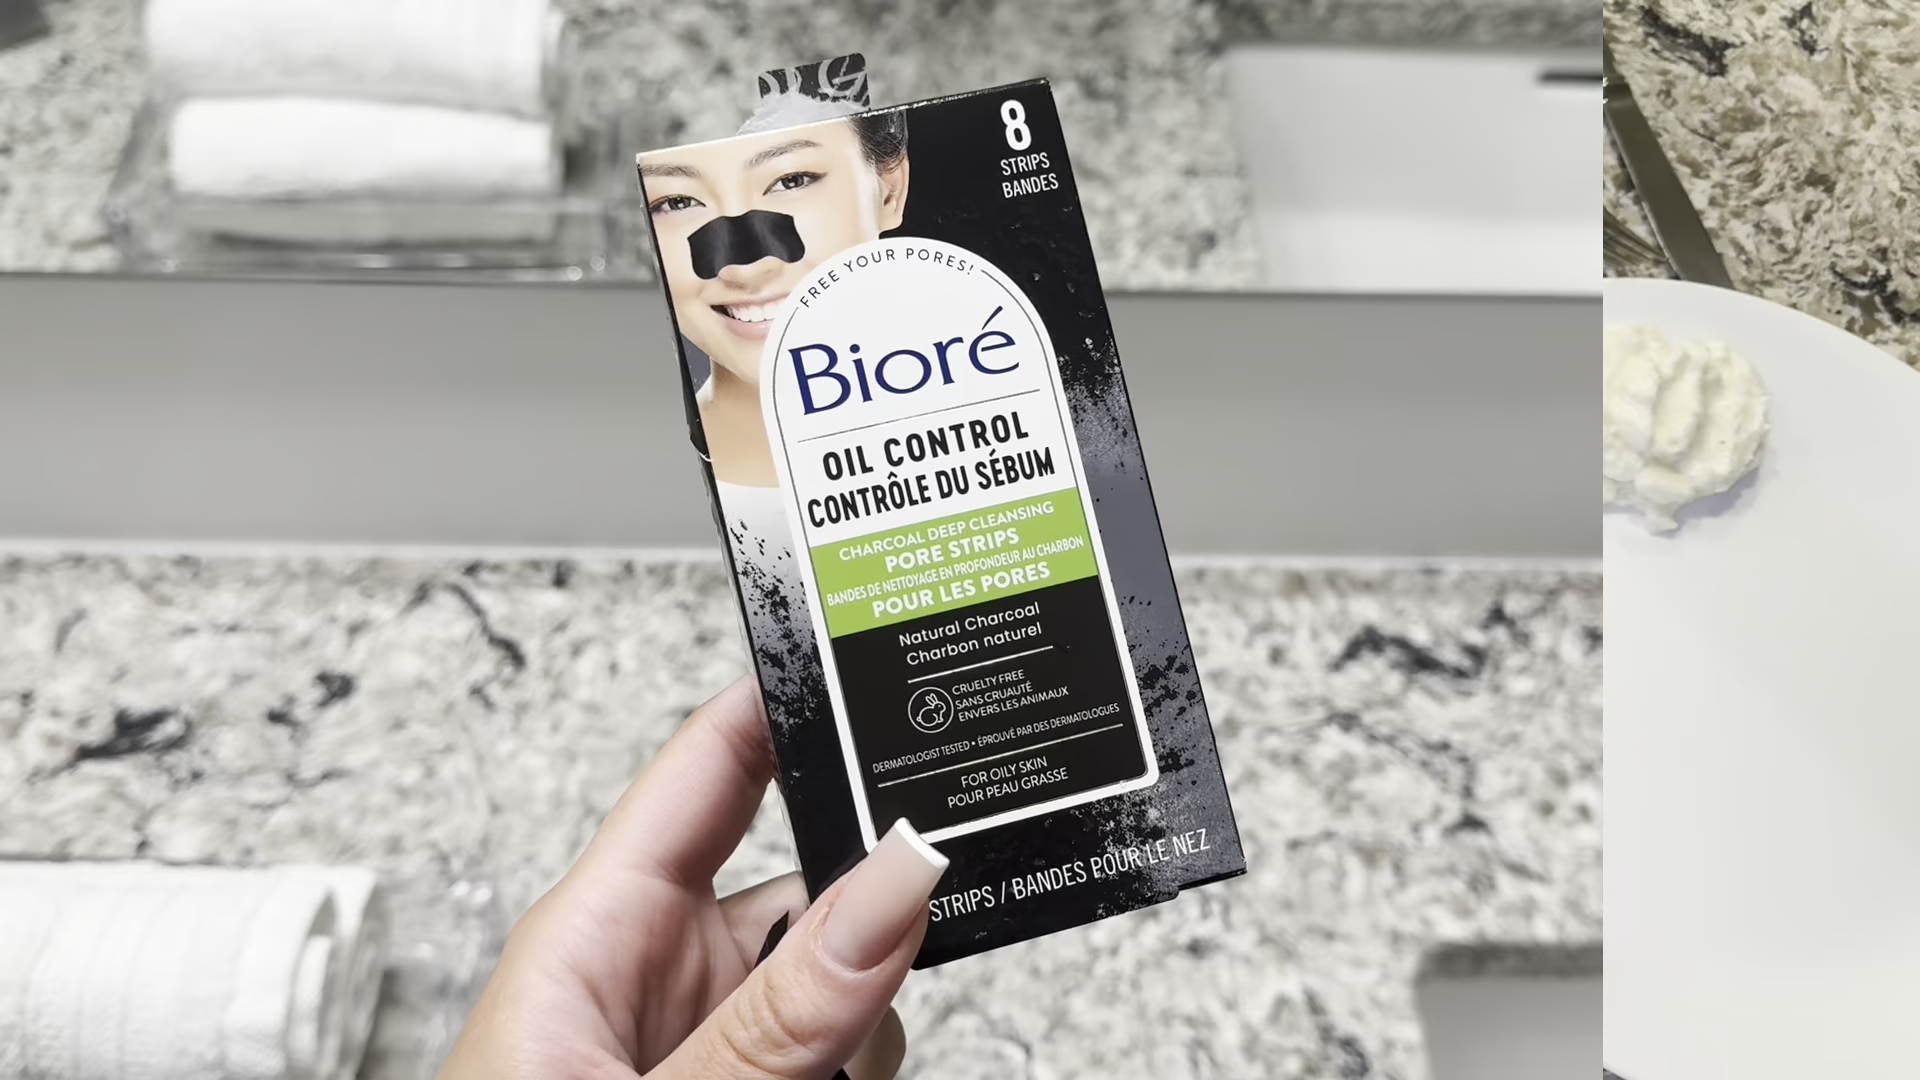 8
STRIPS
BANDES
FREE YOUR PORES!
Bioré
OIL CONTROL
CONTRÔLE DU SÉBUM
CHARCOAL DEEP CLEANSING
PORE STRIPS
BANDES DE NETTOYAGE EN PROFONDEUR AU CHARBON
POUR LES PORES
Natural Charcoal
Charbon naturel
CRUELTY FREE
SANS CRUAUTÉ
ENVERS LES ANIMAUX
DERMATOLOGIST TESTED • ÉPROUVÉ PAR DES DERMATOLOGUES
FOR OILY SKIN
POUR PEAU GRASSE
STRIPS / BANDES POUR LE NEZ